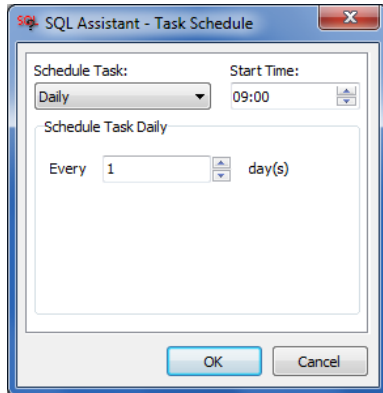 SQL SQL Assistant - Task Schedule
Schedule Task: Start Time:
Daily 09:00
Schedule Task Daily
Every 1 day(s)
OK Cancel